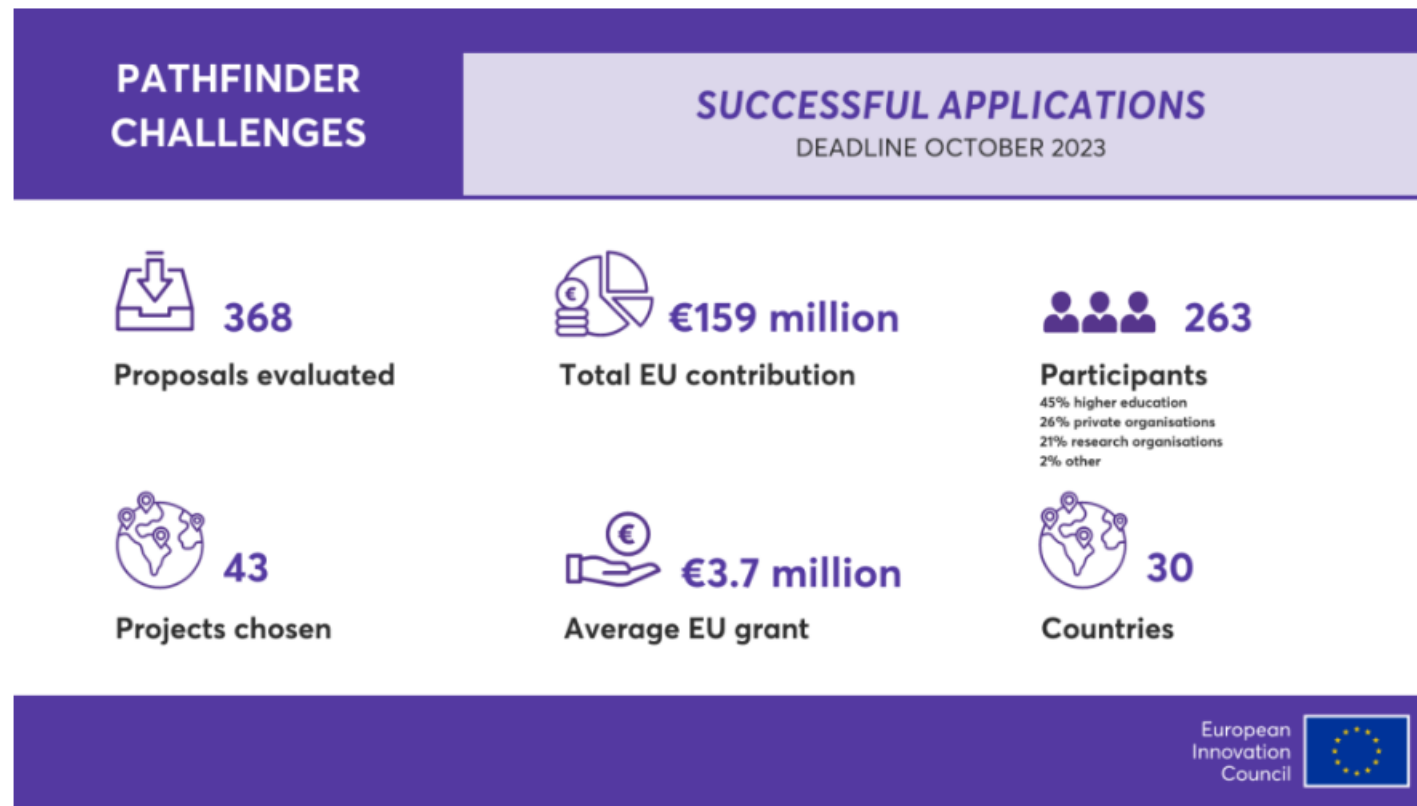 PATHFINDER
CHALLENGES
SUCCESSFUL APPLICATIONS
DEADLINE OCTOBER 2023
368
Proposals evaluated
€159 million
Total EU contribution
263
Participants
45% higher education
26% private organisations
21% research organisations
2% other
43
Projects chosen
€3.7 million
Average EU grant
30
Countries
European
Innovation
Council